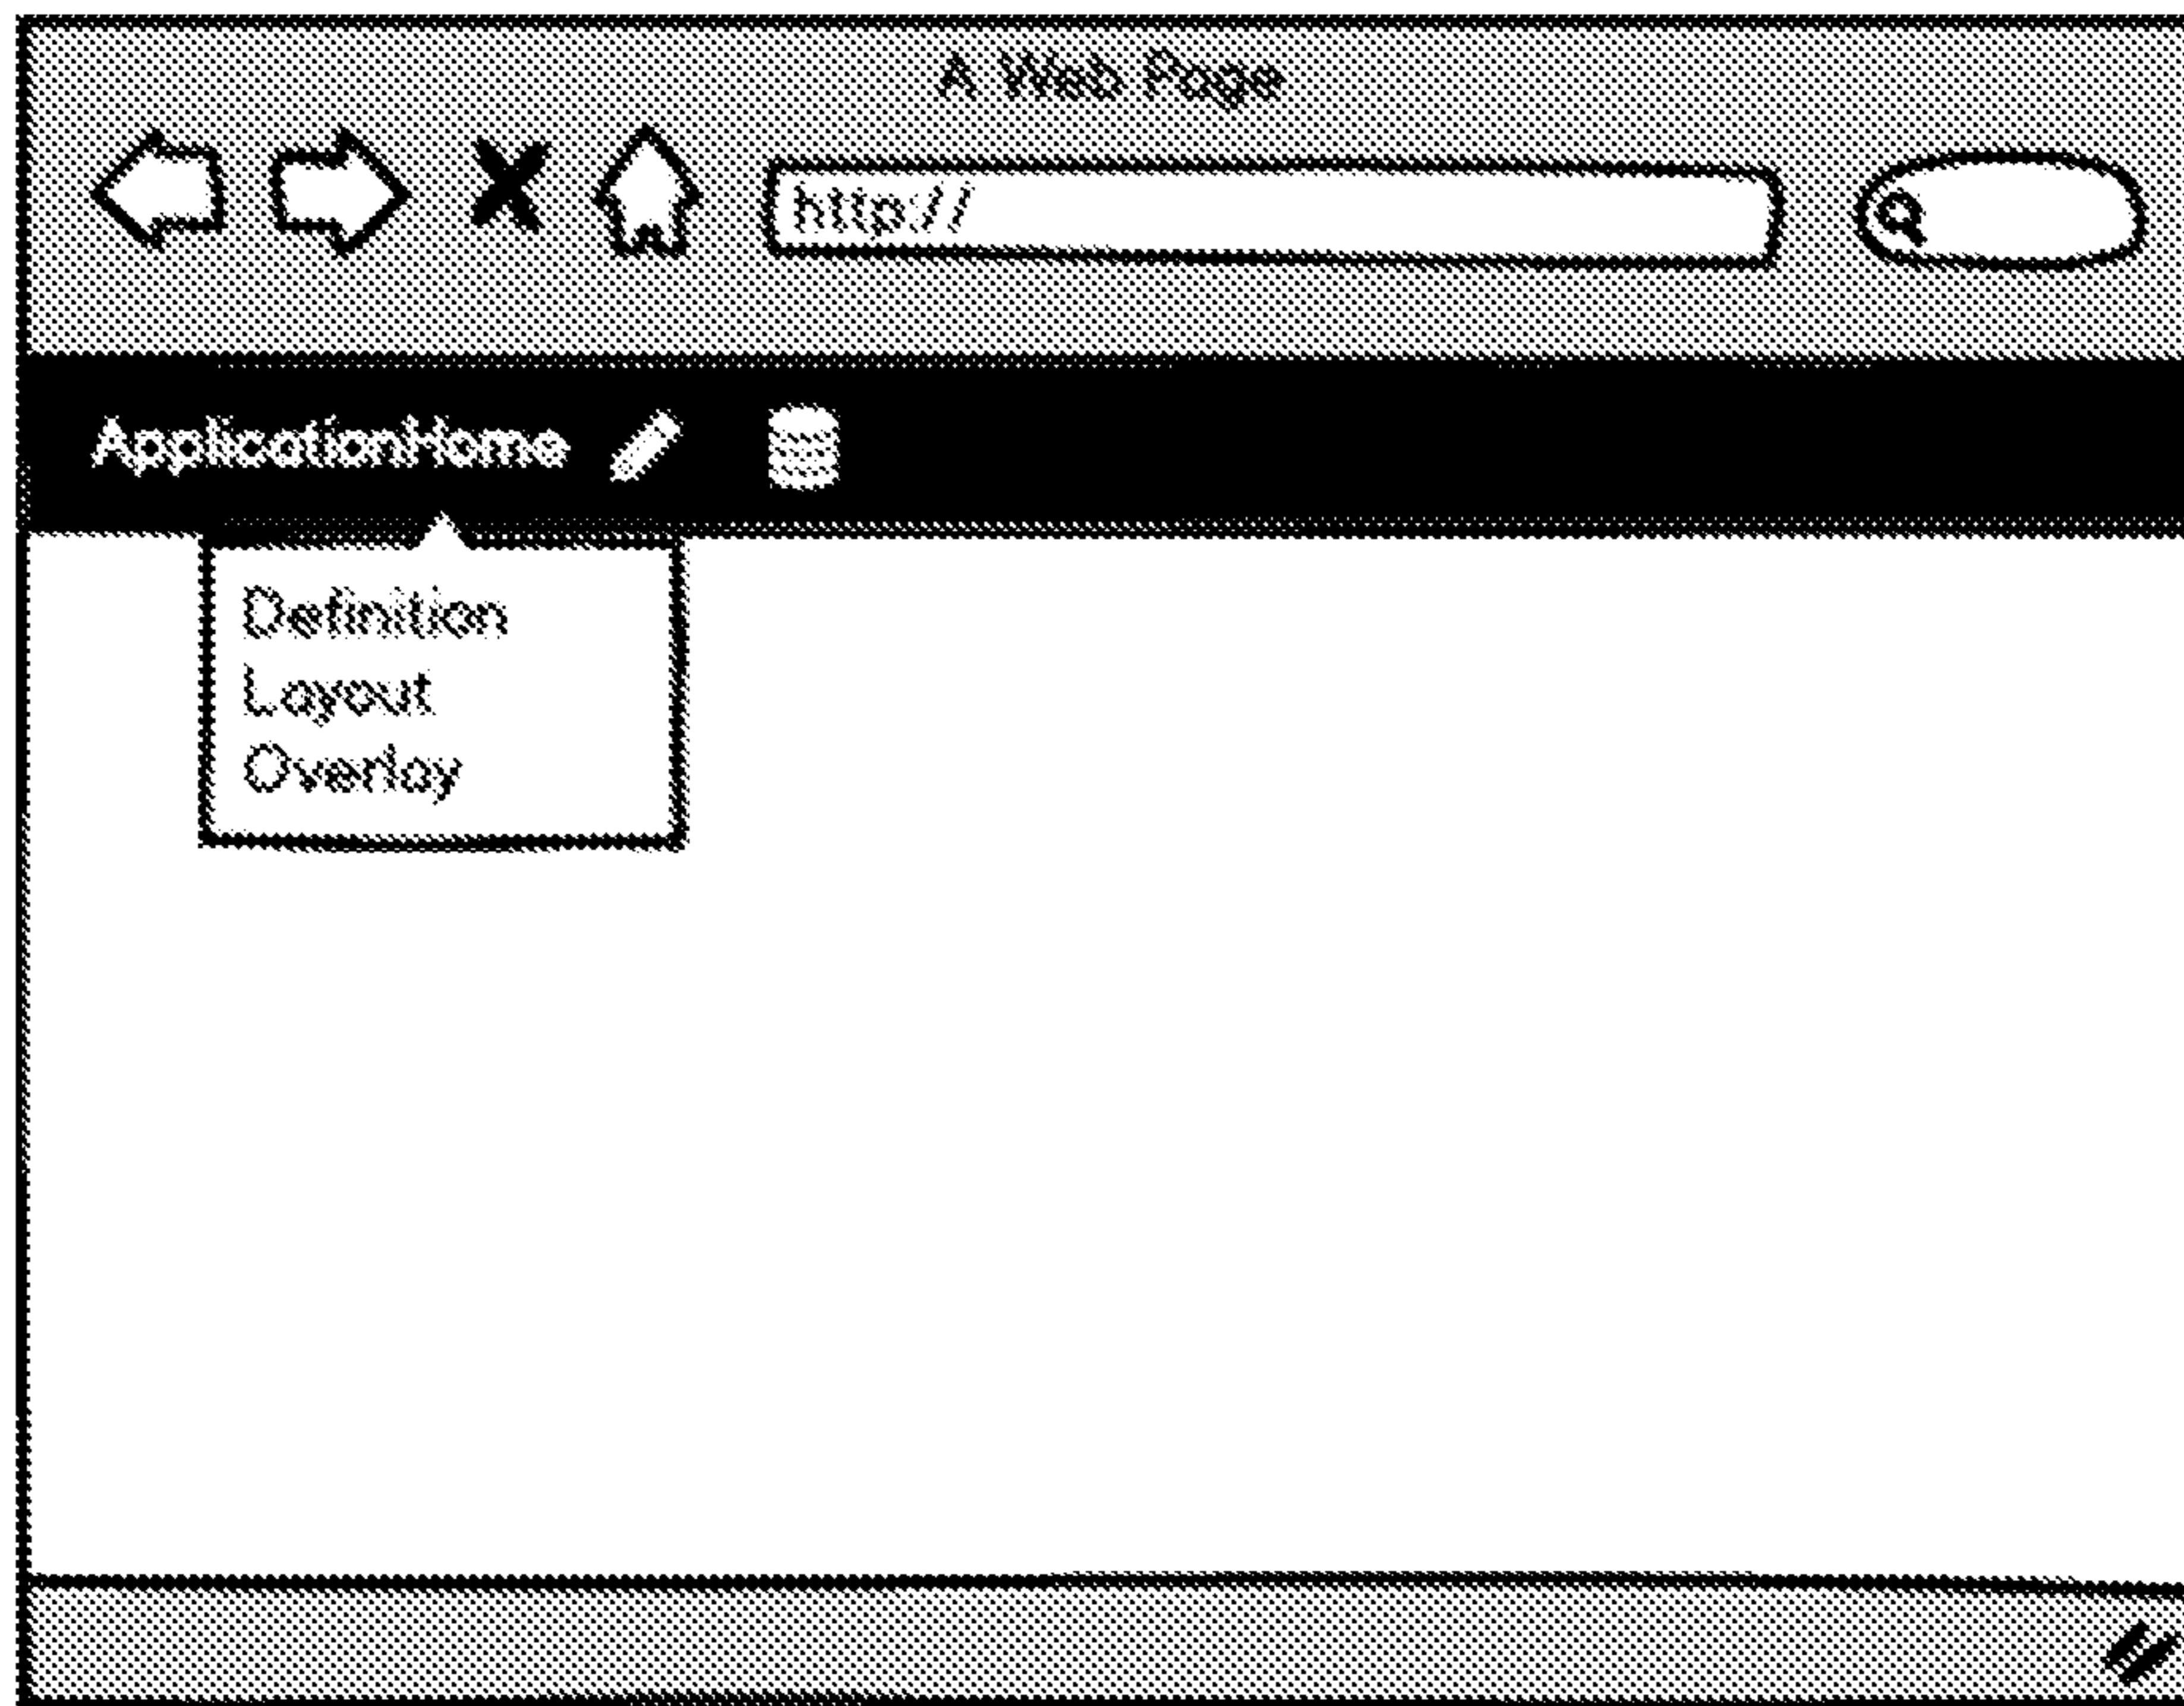 A Web Page
http://
ApplicationHome
Definition
Layout
Overlay